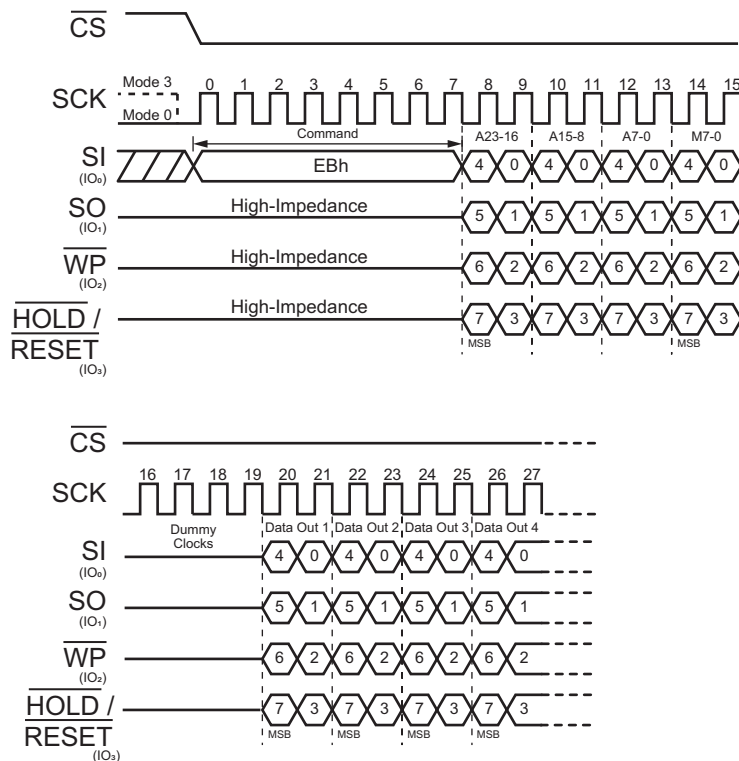 CS
Mode 3
0 1 2 3 4 5 6 7 8 9 10 11 12 13 14 15
SCK
Mode 0
Command A23-16 A15-8 A7-0 M7-0
SI EBh 4 0 4 0 4 0 4 0
(IO₀)
SO High-Impedance 5 1 5 1 5 1 5 1
(IO₁)
WP High-Impedance 6 2 6 2 6 2 6 2
(IO₂)
HOLD / High-Impedance 7 3 7 3 7 3 7 3
RESET MSB MSB
(IO₃)
CS
16 17 18 19 20 21 22 23 24 25 26 27
SCK
Dummy Data Out 1 Data Out 2 Data Out 3 Data Out 4
Clocks
SI 4 0 4 0 4 0 4 0
(IO₀)
SO 5 1 5 1 5 1 5 1
(IO₁)
WP 6 2 6 2 6 2 6 2
(IO₂)
HOLD / 7 3 7 3 7 3 7 3
RESET MSB MSB MSB MSB
(IO₃)